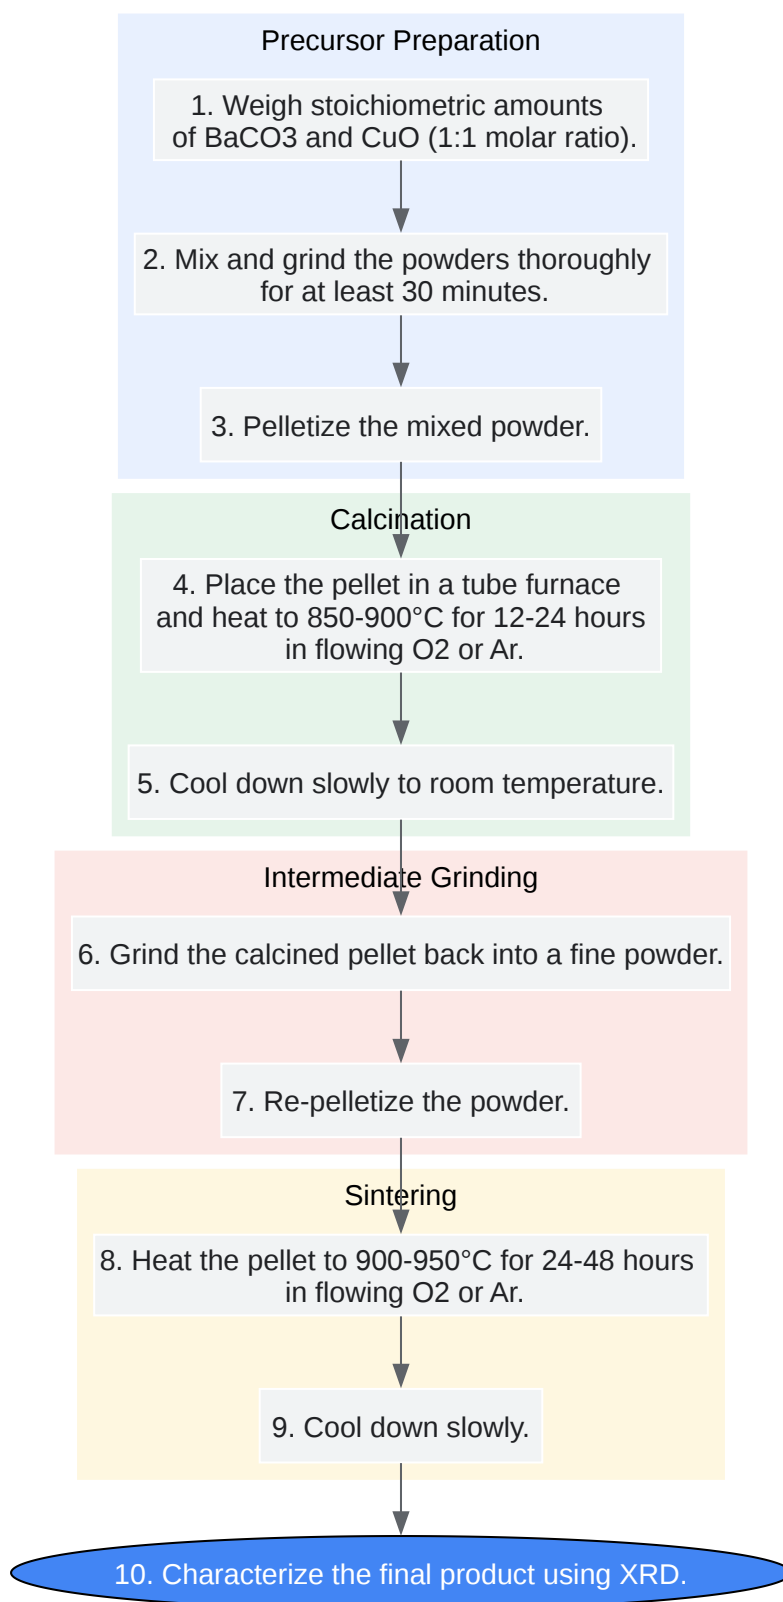 Precursor Preparation
1. Weigh stoichiometric amounts
of BaCO3 and CuO (1:1 molar ratio).
2. Mix and grind the powders thoroughly
for at least 30 minutes.
3. Pelletize the mixed powder.
Calcination
4. Place the pellet in a tube furnace
and heat to 850-900°C for 12-24 hours
in flowing O2 or Ar.
5. Cool down slowly to room temperature.
Intermediate Grinding
6. Grind the calcined pellet back into a fine powder.
7. Re-pelletize the powder.
Sintering
8. Heat the pellet to 900-950°C for 24-48 hours
in flowing O2 or Ar.
9. Cool down slowly.
10. Characterize the final product using XRD.